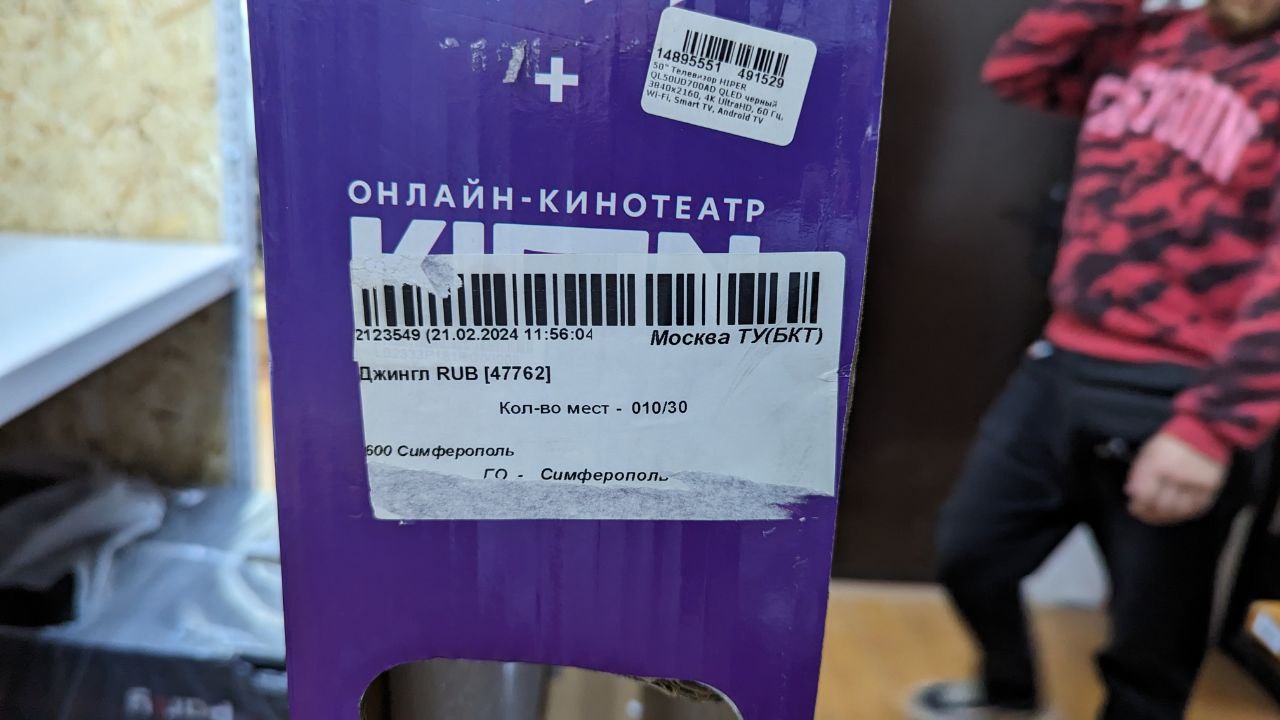 14895551 491529
50" Телевизор HIPER
QL50UD700AD QLED черный
3840x2160, 4K UltraHD, 60 Гц,
Wi-Fi, Smart TV, Android TV
+
ОНЛАЙН-КИНОТЕАТР
KION
2123549 (21.02.2024 11:56:04
Москва ТУ(БКТ)
Джингл RUB [47762]
Кол-во мест - 010/30
600 Симферополь
ГО - Симферополь